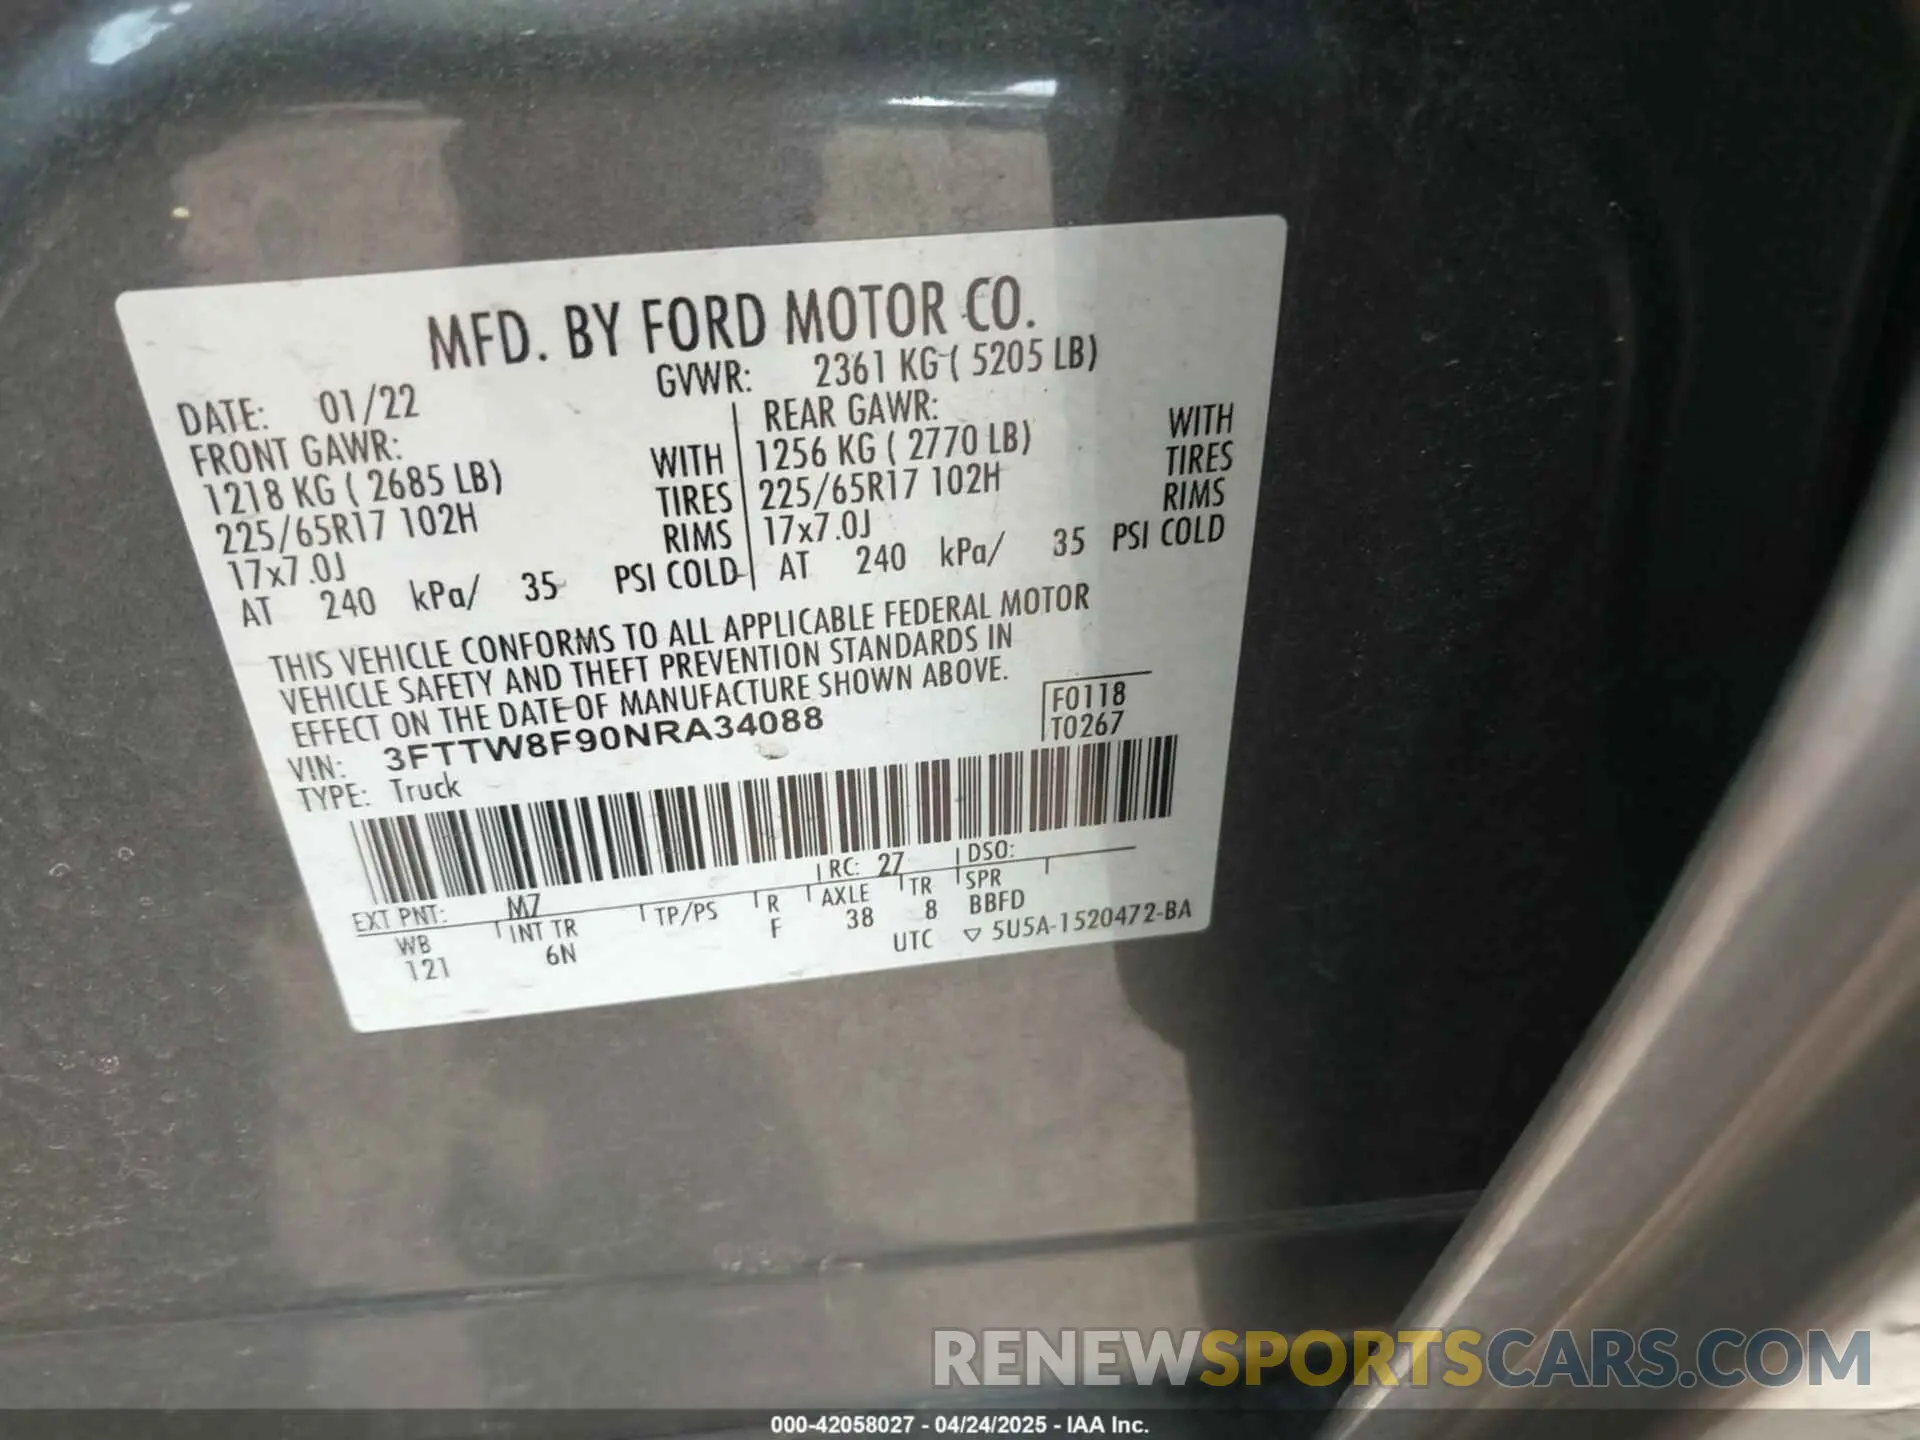 MFD. BY FORD MOTOR CO.
DATE: 01/22 GVWR: 2361 KG ( 5205 LB)
FRONT GAWR: REAR GAWR:
1218 KG ( 2685 LB) WITH 1256 KG ( 2770 LB) WITH
225/65R17 102H TIRES 225/65R17 102H TIRES
17x7.0J RIMS 17x7.0J RIMS
AT 240 kPa/ 35 PSI COLD AT 240 kPa/ 35 PSI COLD
THIS VEHICLE CONFORMS TO ALL APPLICABLE FEDERAL MOTOR
VEHICLE SAFETY AND THEFT PREVENTION STANDARDS IN
EFFECT ON THE DATE OF MANUFACTURE SHOWN ABOVE.
VIN: 3FTTW8F90NRA34088 F0118
TYPE: Truck T0267
EXT PNT: M7 RC: 27 DSO:
WB INT TR TP/PS R AXLE TR SPR
121 6N F 38 8 BBFD
UTC ▽ 5U5A-1520472-BA
RENEWSPORTSCARS.COM
000-42058027 - 04/24/2025 - IAA Inc.